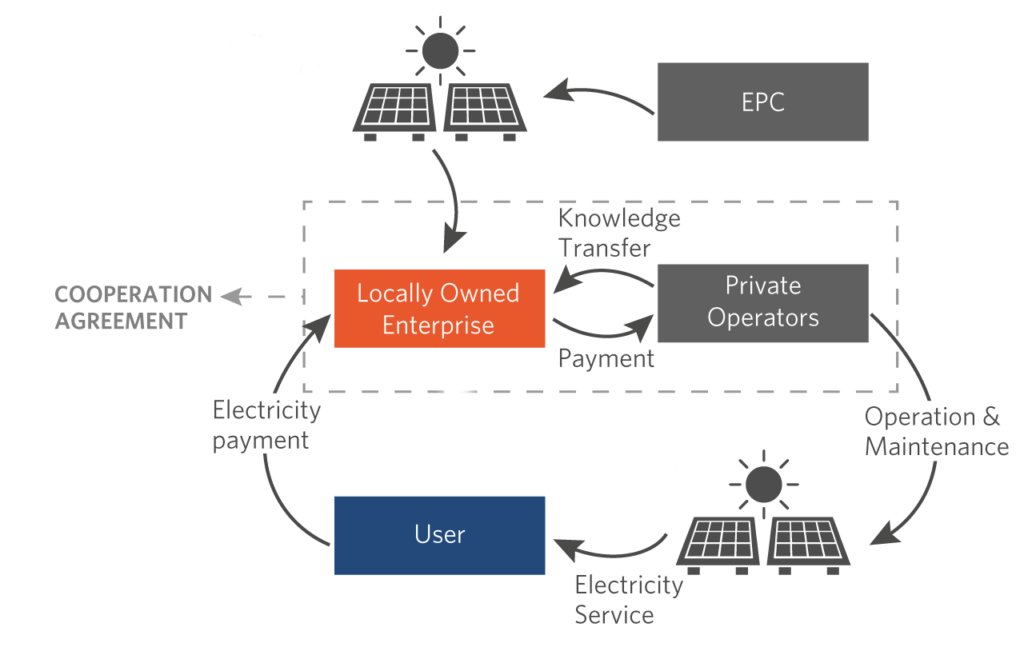 EPC
Knowledge
Transfer
Locally Owned
Enterprise
Private
Operators
COOPERATION
AGREEMENT
Payment
Electricity
payment
Operation &
Maintenance
User
Electricity
Service